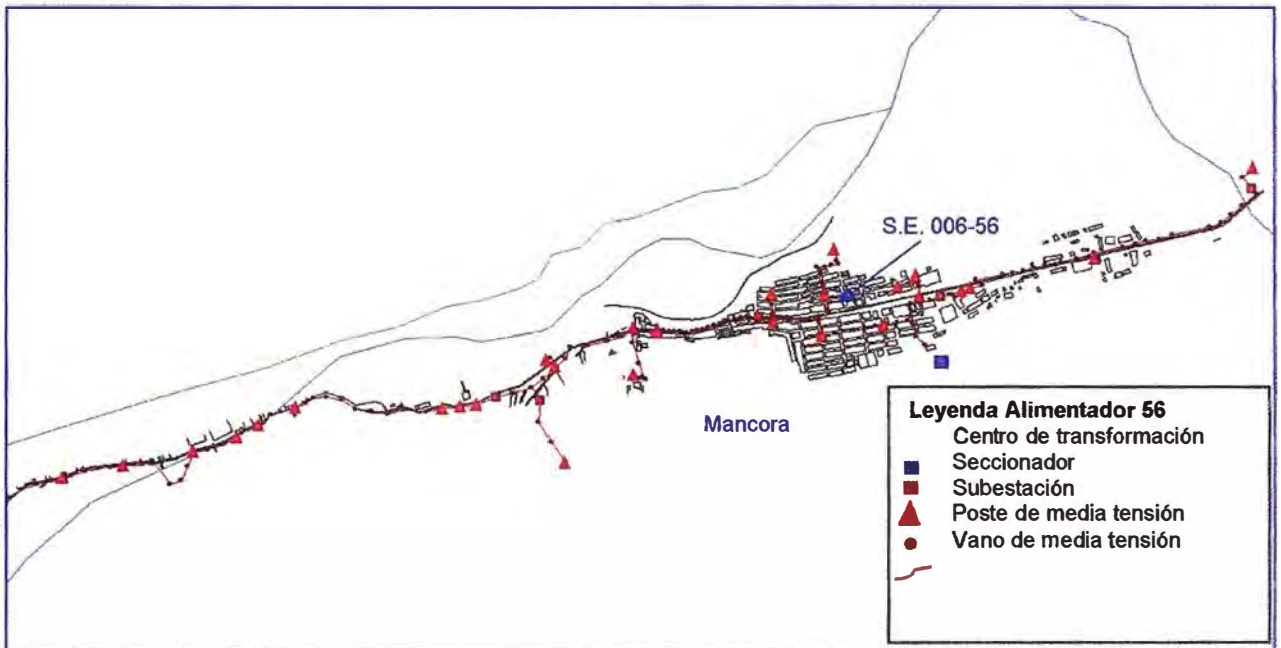 S.E. 006-56
Mancora
Leyenda Alimentador 56
Centro de transformación
Seccionador
Subestación
Poste de media tensión
Vano de media tensión